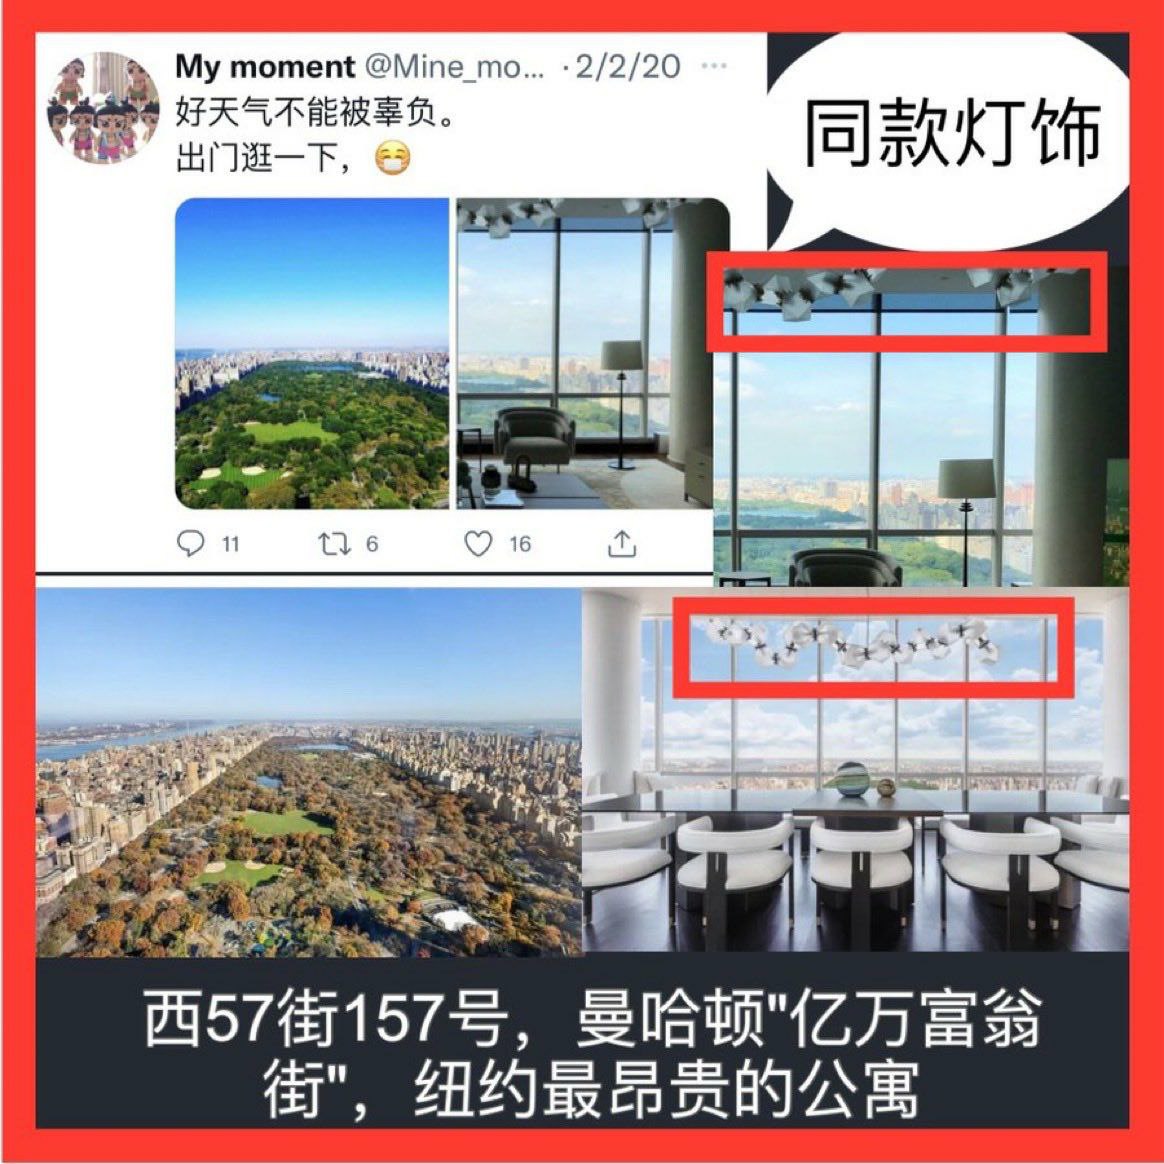 My moment @Mine_mo... · 2/2/20 ...
好天气不能被辜负。
出门逛一下，😷
同款灯饰
11 6 16
西57街157号，曼哈顿"亿万富翁
街"，纽约最昂贵的公寓